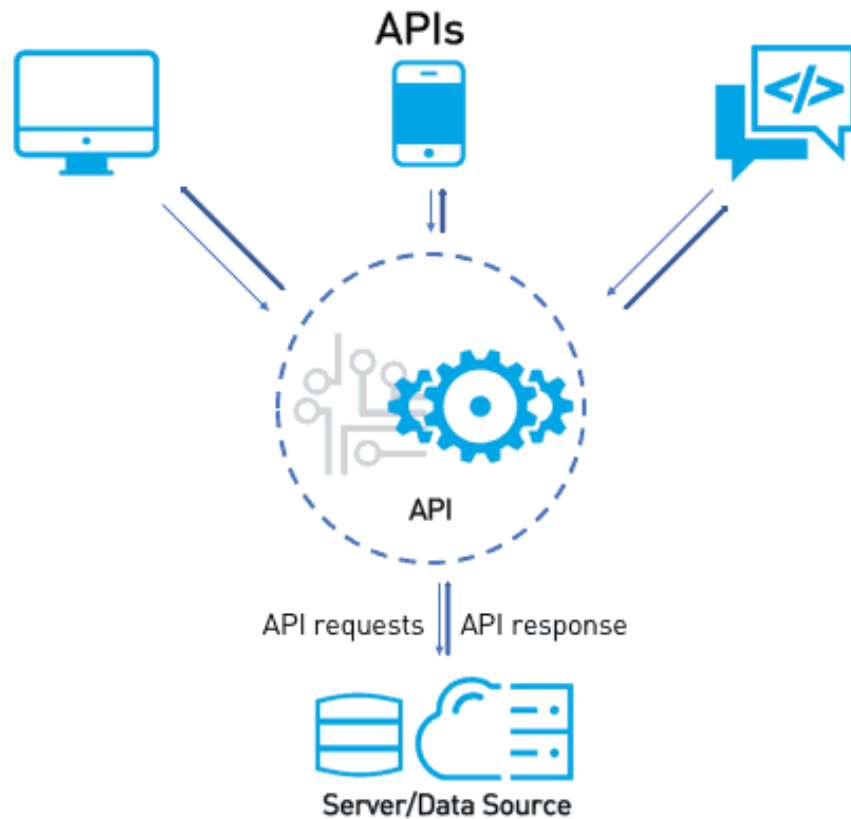 APIs
</>
API
API requests
API response
Server/Data Source